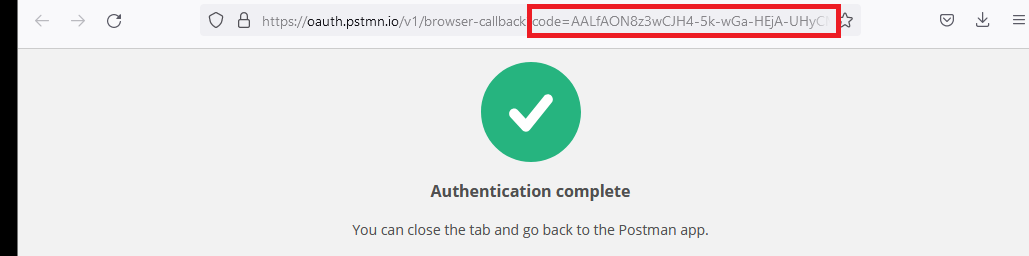 https://oauth.pstmn.io/v1/browser-callback code=AALfAON8z3wCJH4-5k-wGa-HEjA-UHyC
Authentication complete
You can close the tab and go back to the Postman app.